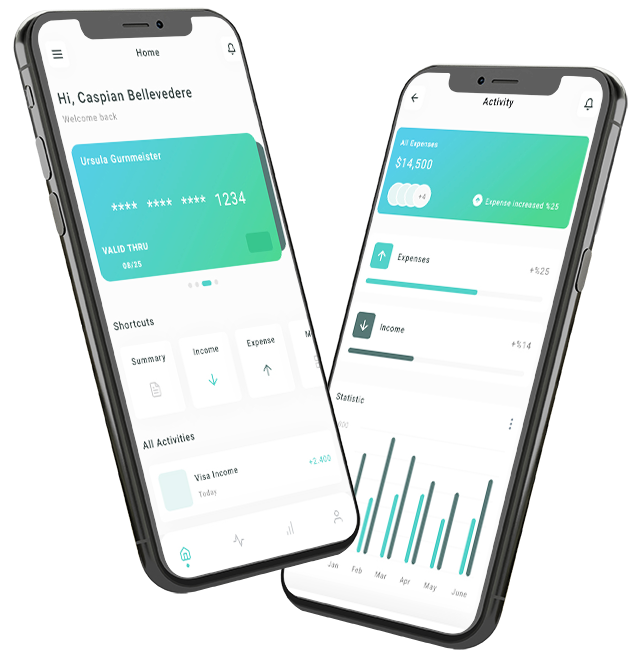 Home
Hi, Caspian Bellevedere
Welcome back
Ursula Gurnmeister
**** **** **** 1234
VALID THRU
08/25
Shortcuts
Summary
Income
Expense
M
All Activities
Visa Income
Today
+2.400
Activity
All Expenses
$14,500
+4
Expense increased %25
Expenses
+%25
Income
+%14
Statistic
Jan
Feb
Mar
Apr
May
June